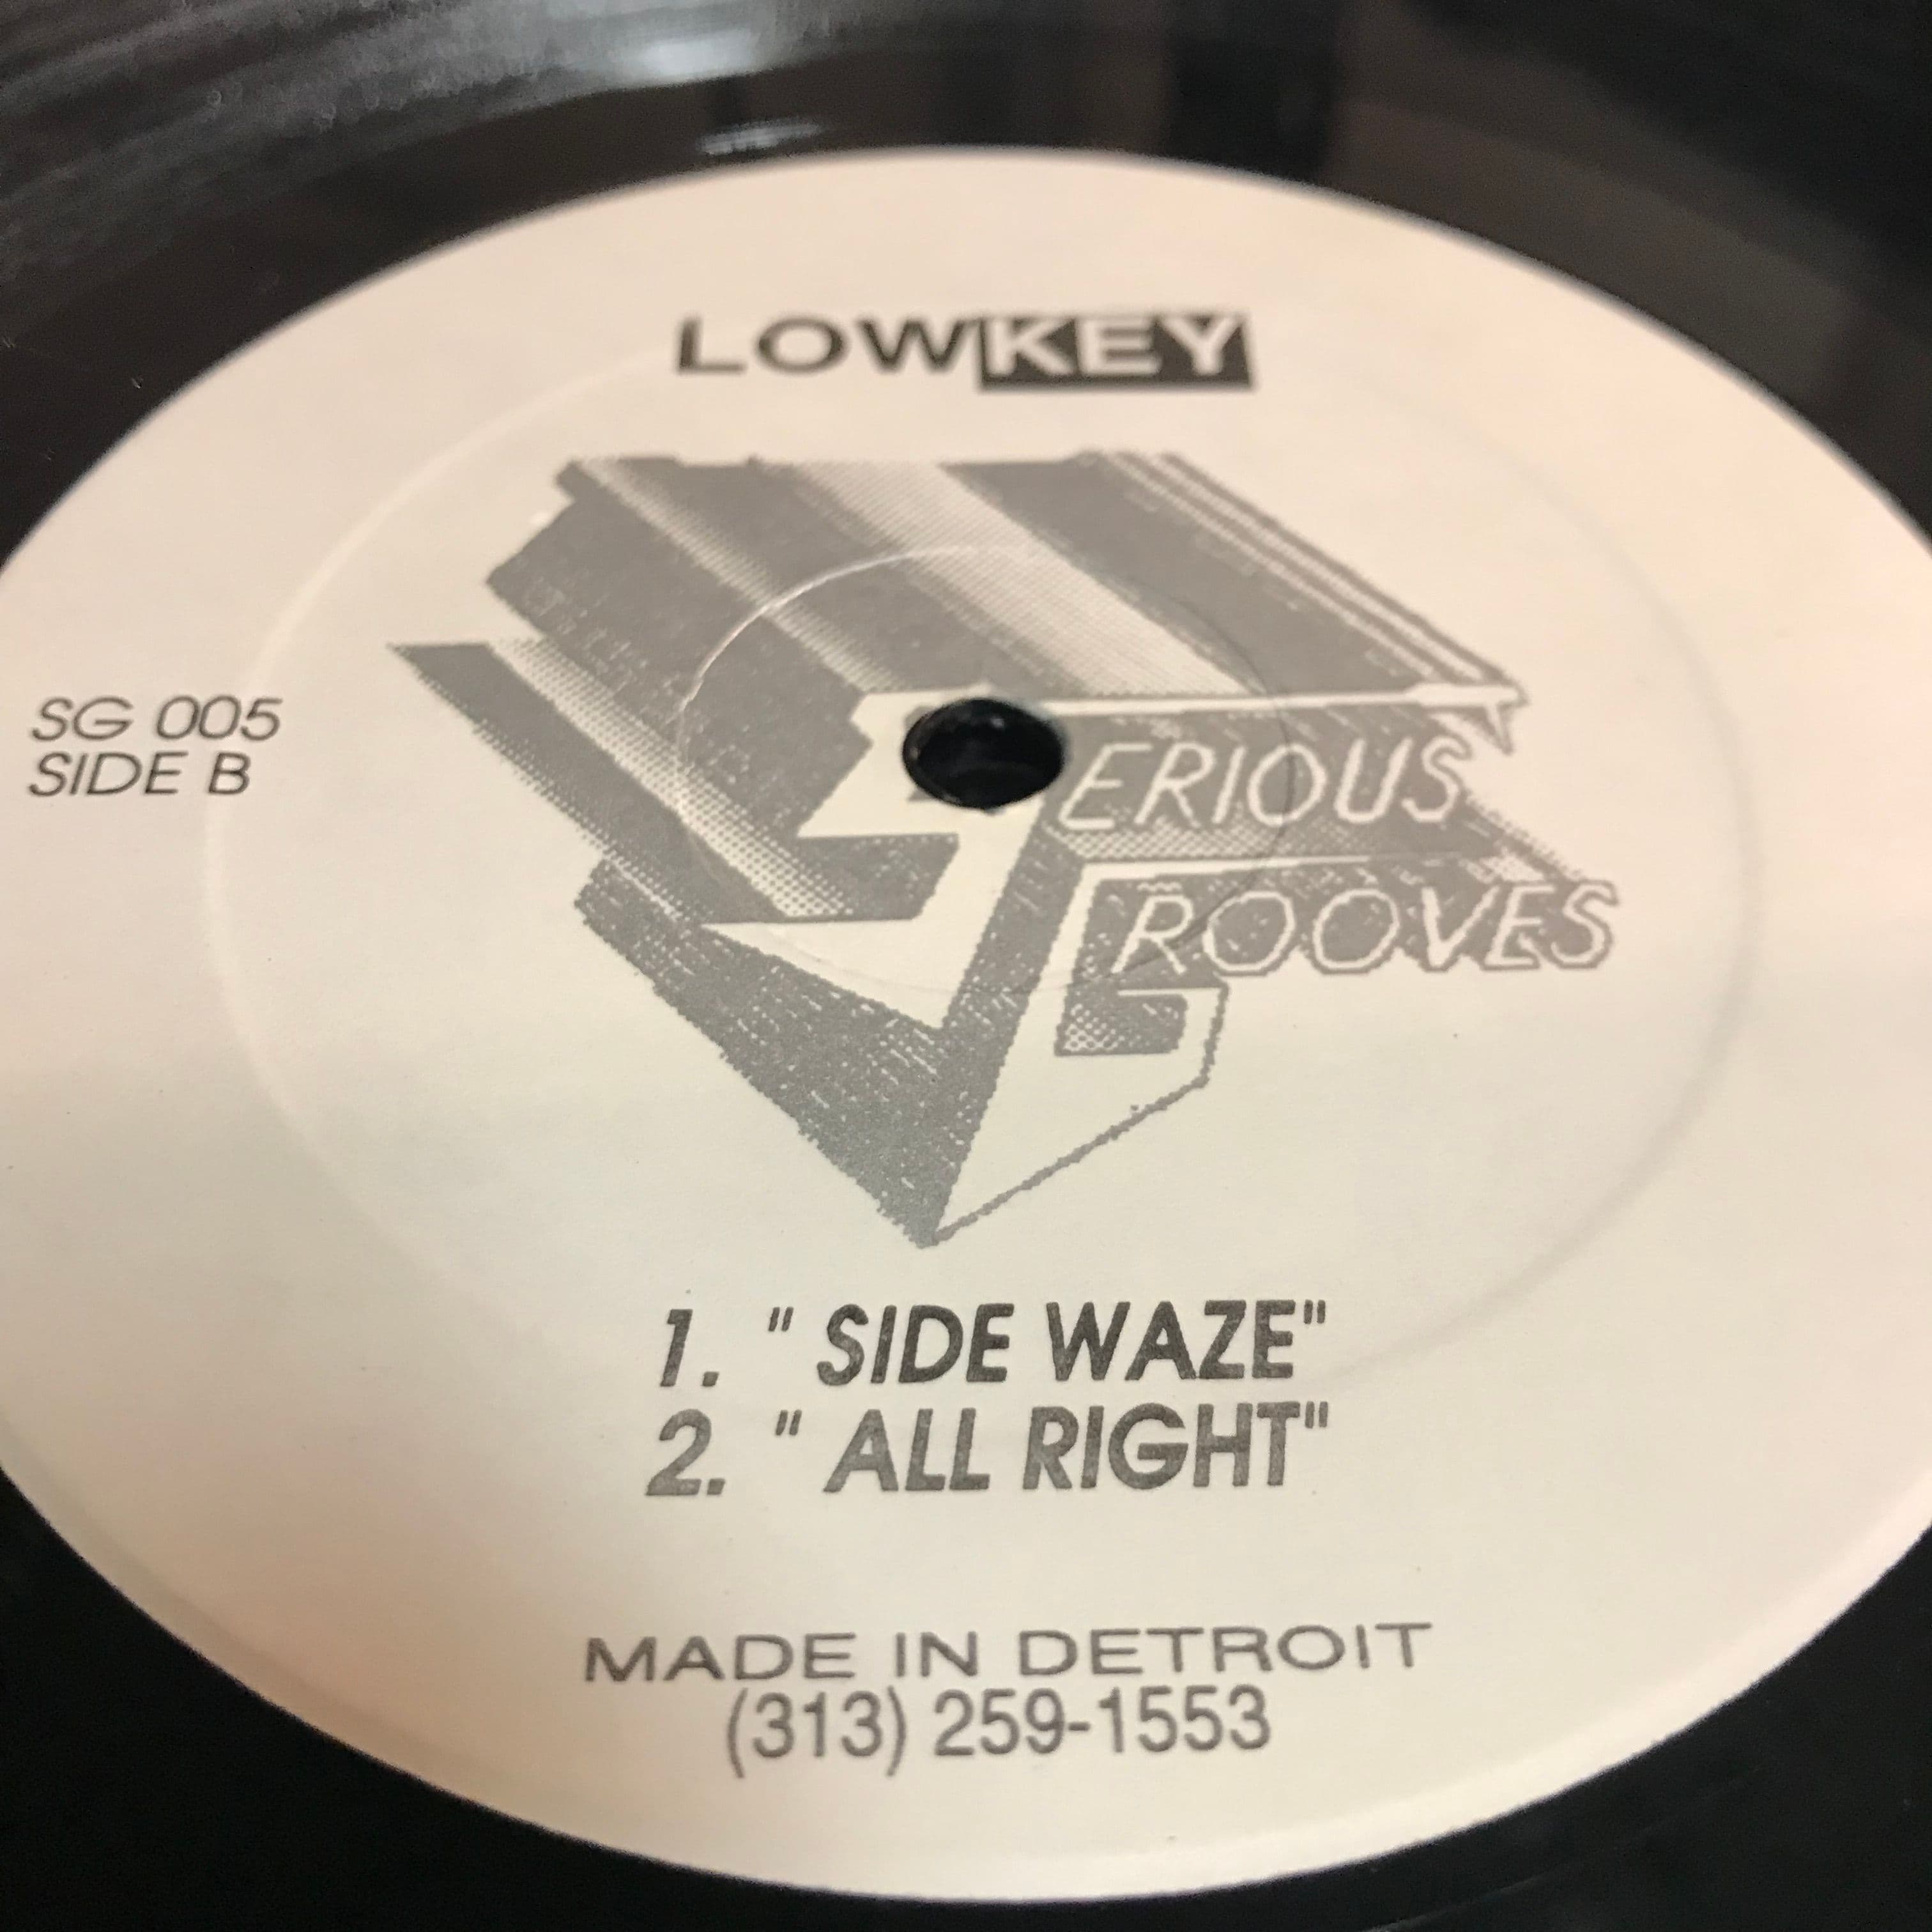 LOWKEY
SERIOUS
GROOVES
SG 005
SIDE B
1. " SIDE WAZE"
2. " ALL RIGHT"
MADE IN DETROIT
(313) 259-1553